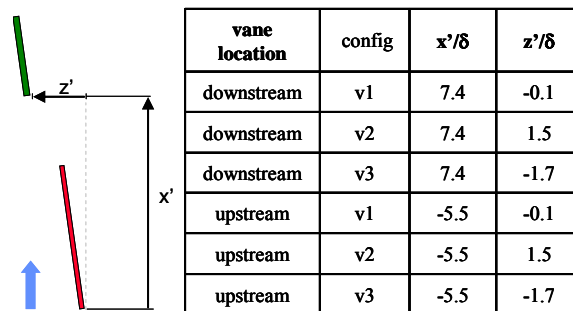 z’
x’
vane location config x’/δ z’/δ
downstream v1 7.4 -0.1
downstream v2 7.4 1.5
downstream v3 7.4 -1.7
upstream v1 -5.5 -0.1
upstream v2 -5.5 1.5
upstream v3 -5.5 -1.7